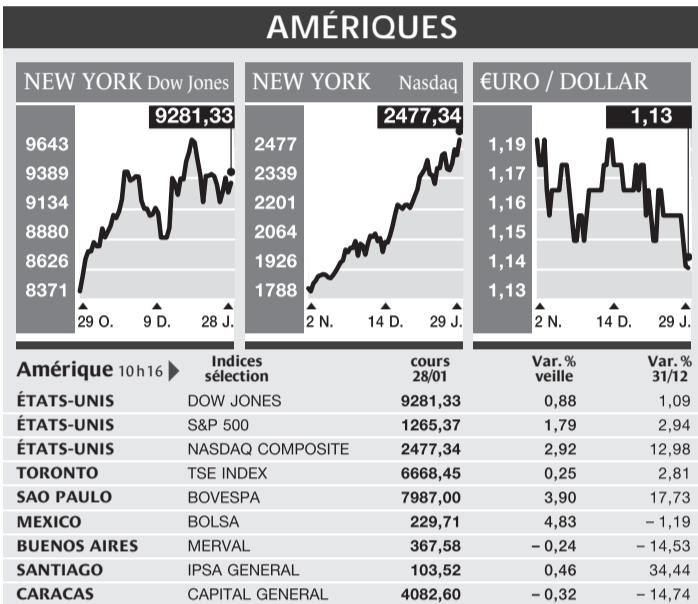 AMÉRIQUES
NEW YORK Dow Jones
9281,33
9643
9389
9134
8880
8626
8371
29 O. 9 D. 28 J.
NEW YORK Nasdaq
2477,34
2477
2339
2201
2064
1926
1788
2 N. 14 D. 29 J.
€URO / DOLLAR
1,13
1,19
1,17
1,16
1,15
1,14
1,13
2 N. 14 D. 29 J.
Amérique 10h16 Indices sélection cours 28/01 Var. % veille Var. % 31/12
ÉTATS-UNIS DOW JONES 9281,33 0,88 1,09
ÉTATS-UNIS S&P 500 1265,37 1,79 2,94
ÉTATS-UNIS NASDAQ COMPOSITE 2477,34 2,92 12,98
TORONTO TSE INDEX 6668,45 0,25 2,81
SAO PAULO BOVESPA 7987,00 3,90 17,73
MEXICO BOLSA 229,71 4,83 – 1,19
BUENOS AIRES MERVAL 367,58 – 0,24 – 14,53
SANTIAGO IPSA GENERAL 103,52 0,46 34,44
CARACAS CAPITAL GENERAL 4082,60 – 0,32 – 14,74